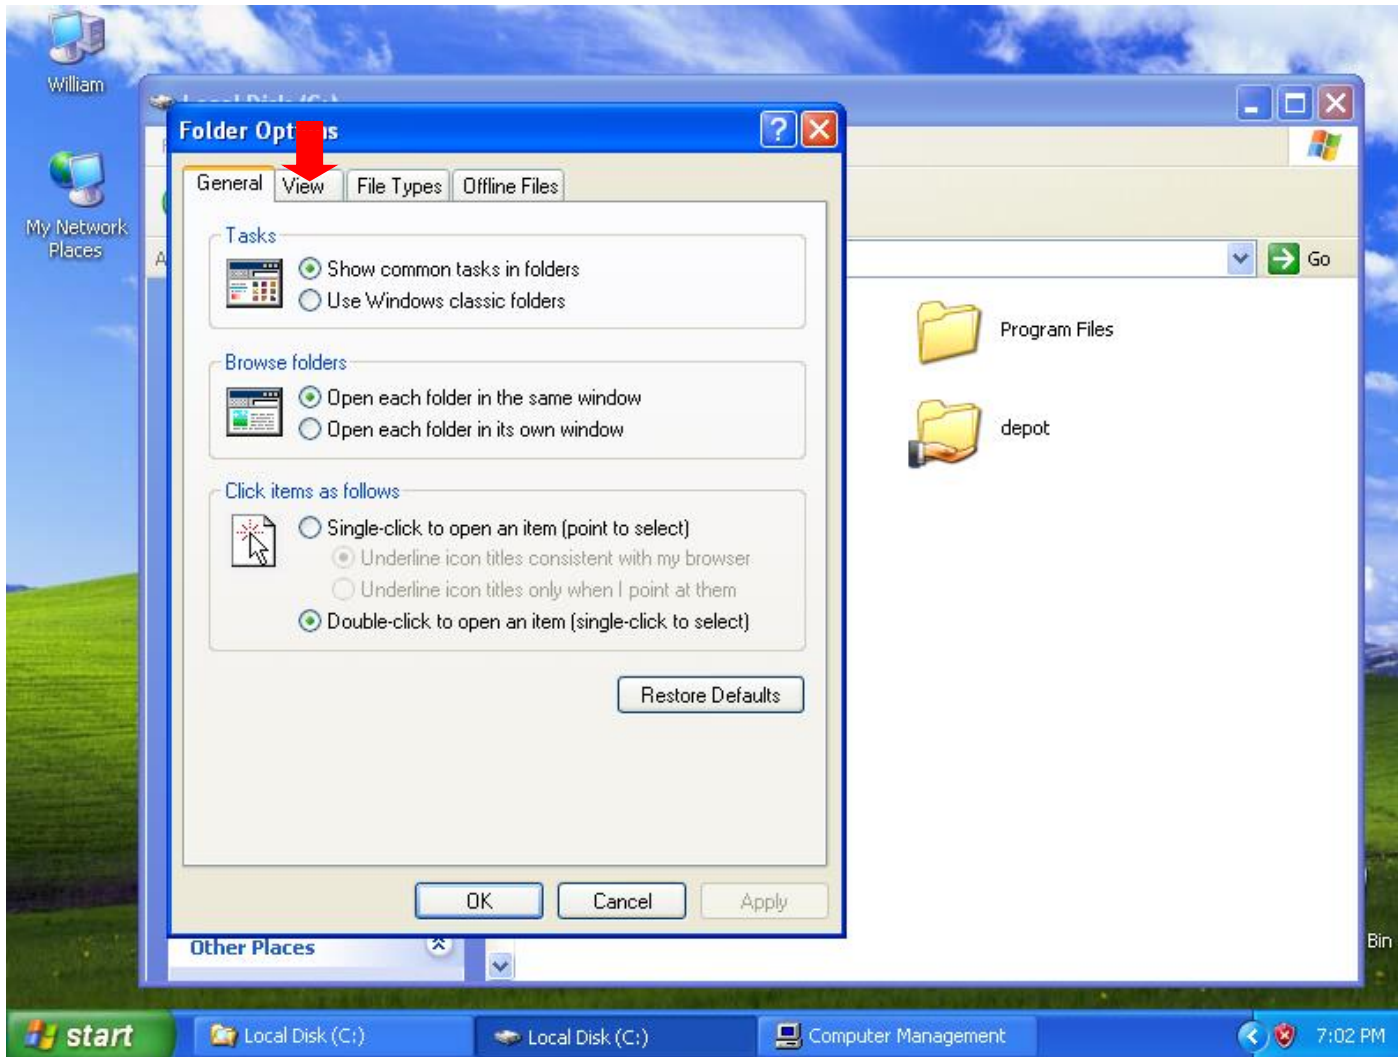 William
My Network
Places
Local Disk (C:)
Folder Options
General
View
File Types
Offline Files
Tasks
Show common tasks in folders
Use Windows classic folders
Browse folders
Open each folder in the same window
Open each folder in its own window
Click items as follows
Single-click to open an item (point to select)
Underline icon titles consistent with my browser
Underline icon titles only when I point at them
Double-click to open an item (single-click to select)
Restore Defaults
OK
Cancel
Apply
Go
Program Files
depot
Other Places
Bin
start
Local Disk (C:)
Local Disk (C:)
Computer Management
7:02 PM